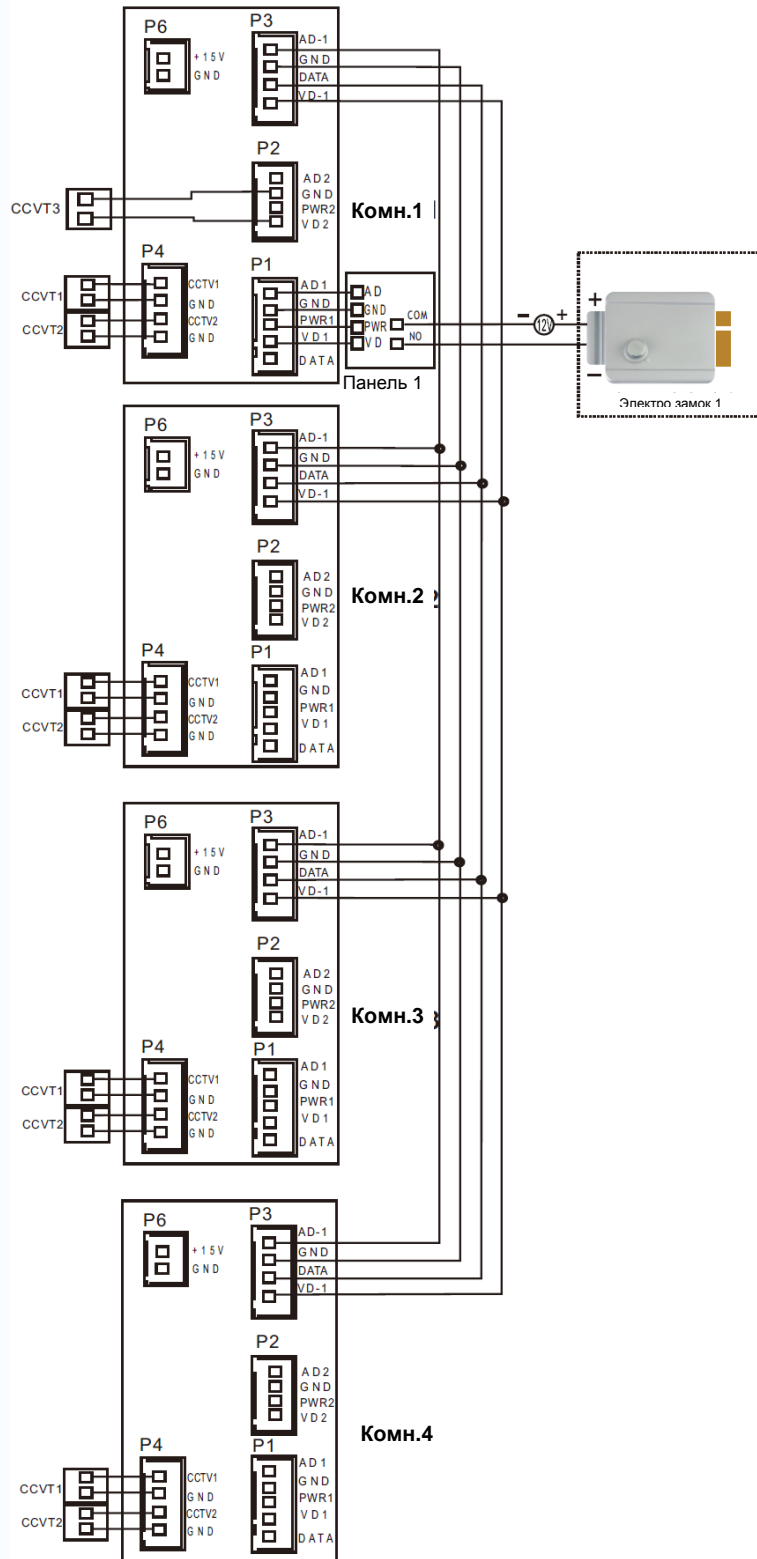 P6
+15V
GND
P3
AD-1
GND
DATA
VD-1
P2
AD2
GND
PWR2
VD2
Комн.1
CCVT3
P4
CCTV1
GND
CCTV2
GND
CCVT1
CCVT2
P1
AD1
GND
PWR1
VD1
DATA
AD
GND
PWR
VD
COM
NO
Панель 1
- 12V +
+
-
Электро замок 1
P6
+15V
GND
P3
AD-1
GND
DATA
VD-1
P2
AD2
GND
PWR2
VD2
Комн.2
P4
CCTV1
GND
CCTV2
GND
CCVT1
CCVT2
P1
AD1
GND
PWR1
VD1
DATA
P6
+15V
GND
P3
AD-1
GND
DATA
VD-1
P2
AD2
GND
PWR2
VD2
Комн.3
P4
CCTV1
GND
CCTV2
GND
CCVT1
CCVT2
P1
AD1
GND
PWR1
VD1
DATA
P6
+15V
GND
P3
AD-1
GND
DATA
VD-1
P2
AD2
GND
PWR2
VD2
Комн.4
P4
CCTV1
GND
CCTV2
GND
CCVT1
CCVT2
P1
AD1
GND
PWR1
VD1
DATA